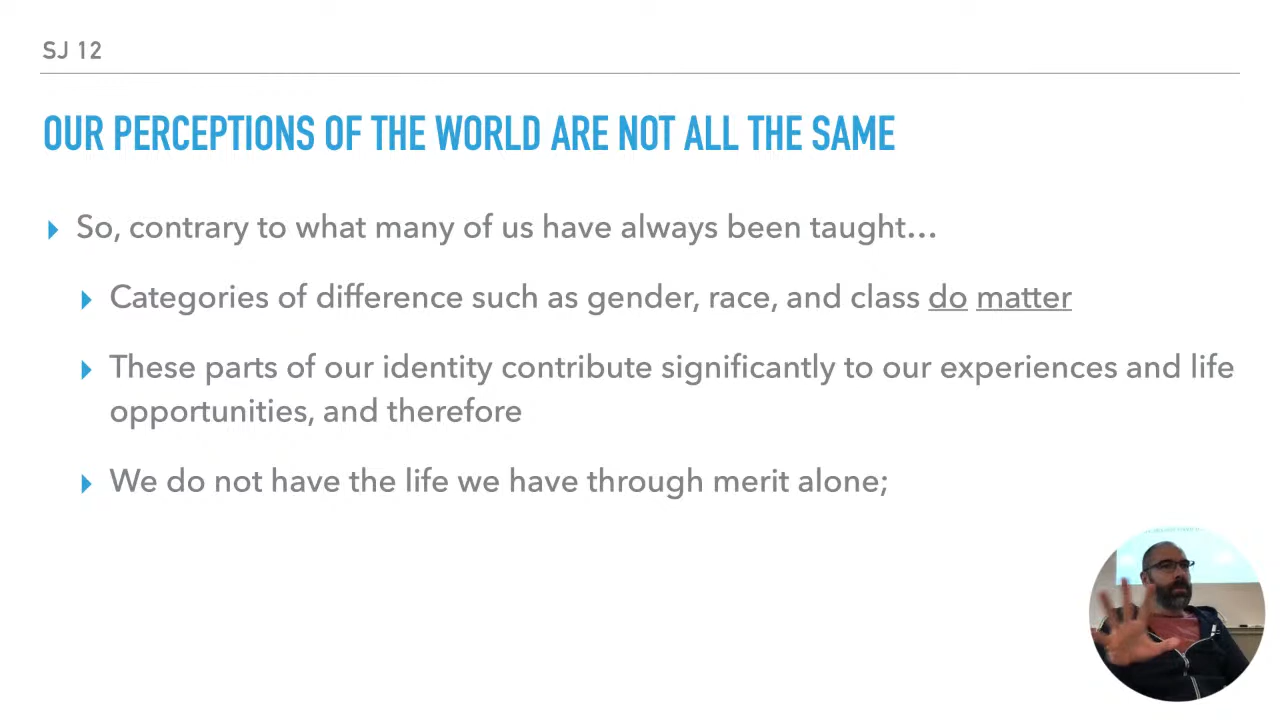 SJ 12
OUR PERCEPTIONS OF THE WORLD ARE NOT ALL THE SAME
So, contrary to what many of us have always been taught…
Categories of difference such as gender, race, and class do matter
These parts of our identity contribute significantly to our experiences and life
opportunities, and therefore
We do not have the life we have through merit alone;